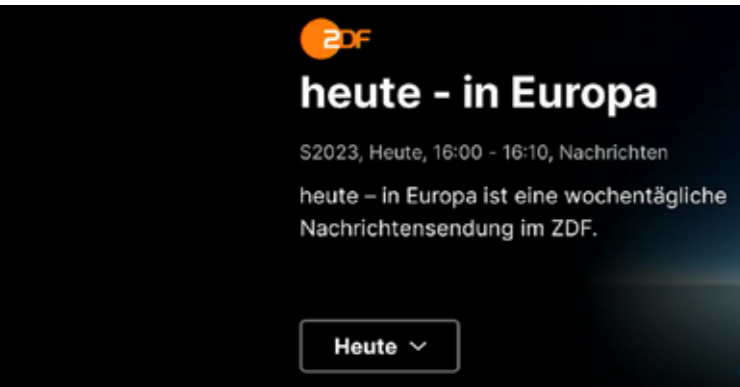 ZDF
heute - in Europa
S2023, Heute, 16:00 - 16:10, Nachrichten
heute – in Europa ist eine wochentägliche
Nachrichtensendung im ZDF.
Heute